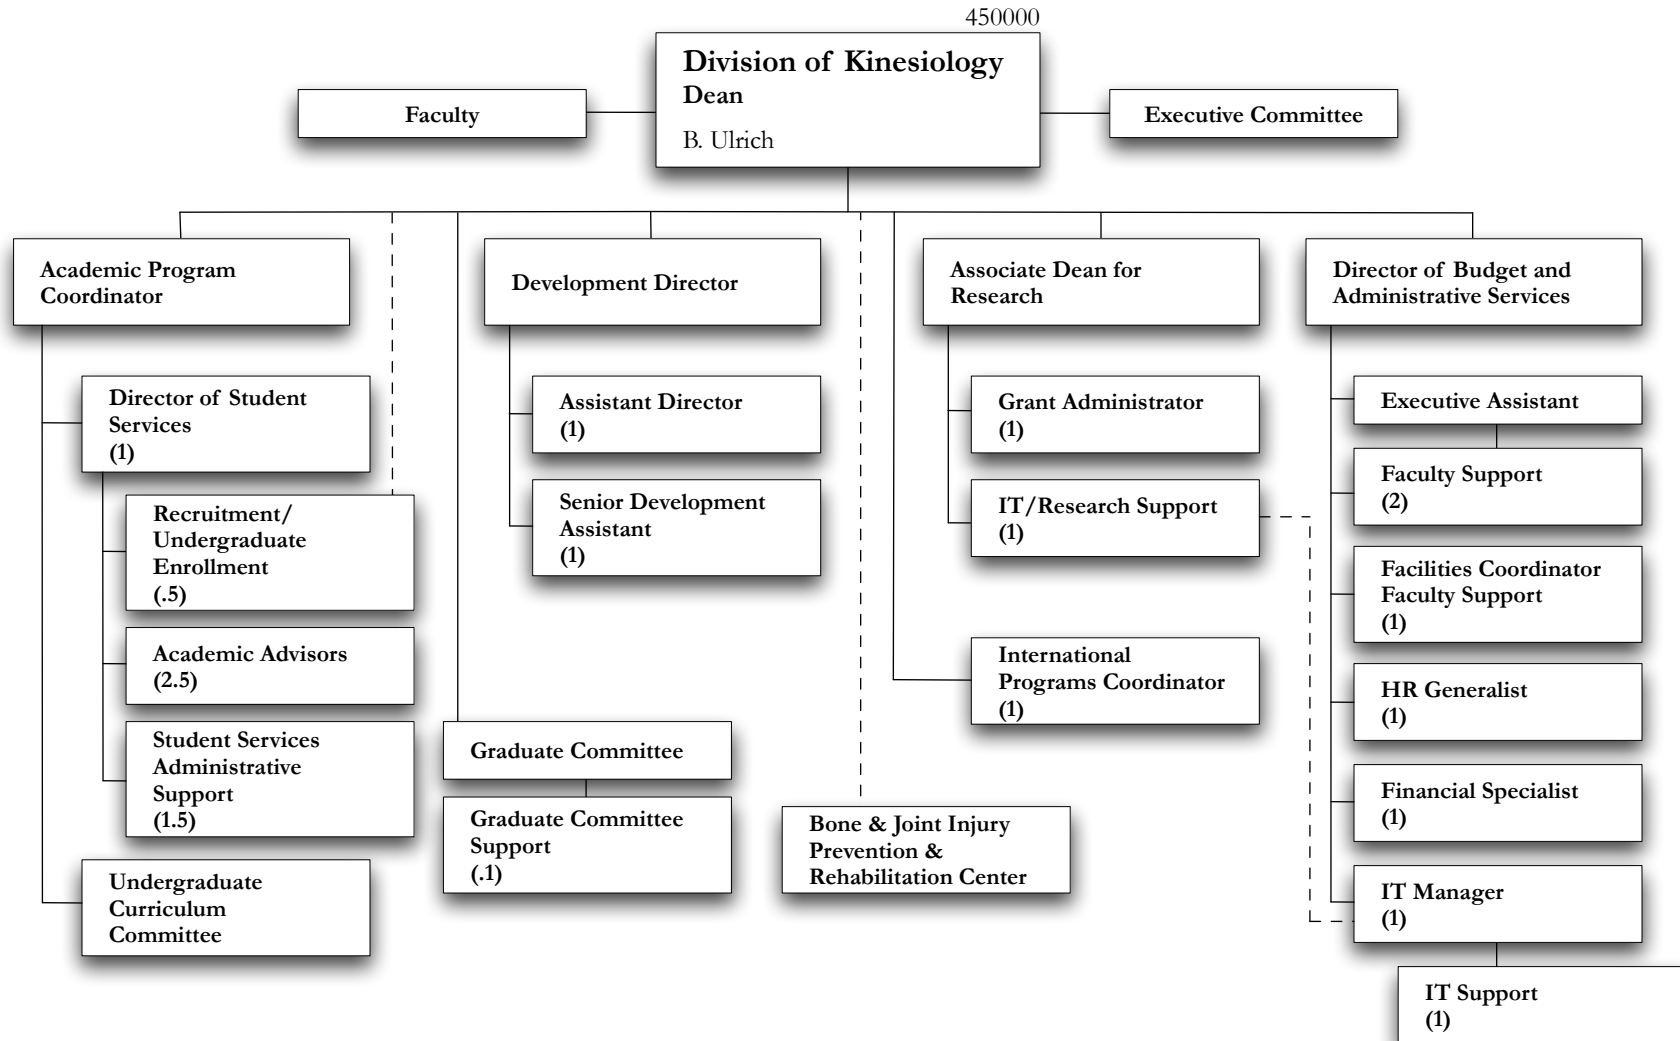 450000
Division of Kinesiology
Dean
B. Ulrich
Faculty
Executive Committee
Academic Program
Coordinator
Director of Student
Services
(1)
Recruitment/
Undergraduate
Enrollment
(.5)
Academic Advisors
(2.5)
Student Services
Administrative
Support
(1.5)
Undergraduate
Curriculum
Committee
Graduate Committee
Graduate Committee
Support
(.1)
Development Director
Assistant Director
(1)
Senior Development
Assistant
(1)
Bone & Joint Injury
Prevention &
Rehabilitation Center
Associate Dean for
Research
Grant Administrator
(1)
IT/Research Support
(1)
International
Programs Coordinator
(1)
Director of Budget and
Administrative Services
Executive Assistant
Faculty Support
(2)
Facilities Coordinator
Faculty Support
(1)
HR Generalist
(1)
Financial Specialist
(1)
IT Manager
(1)
IT Support
(1)